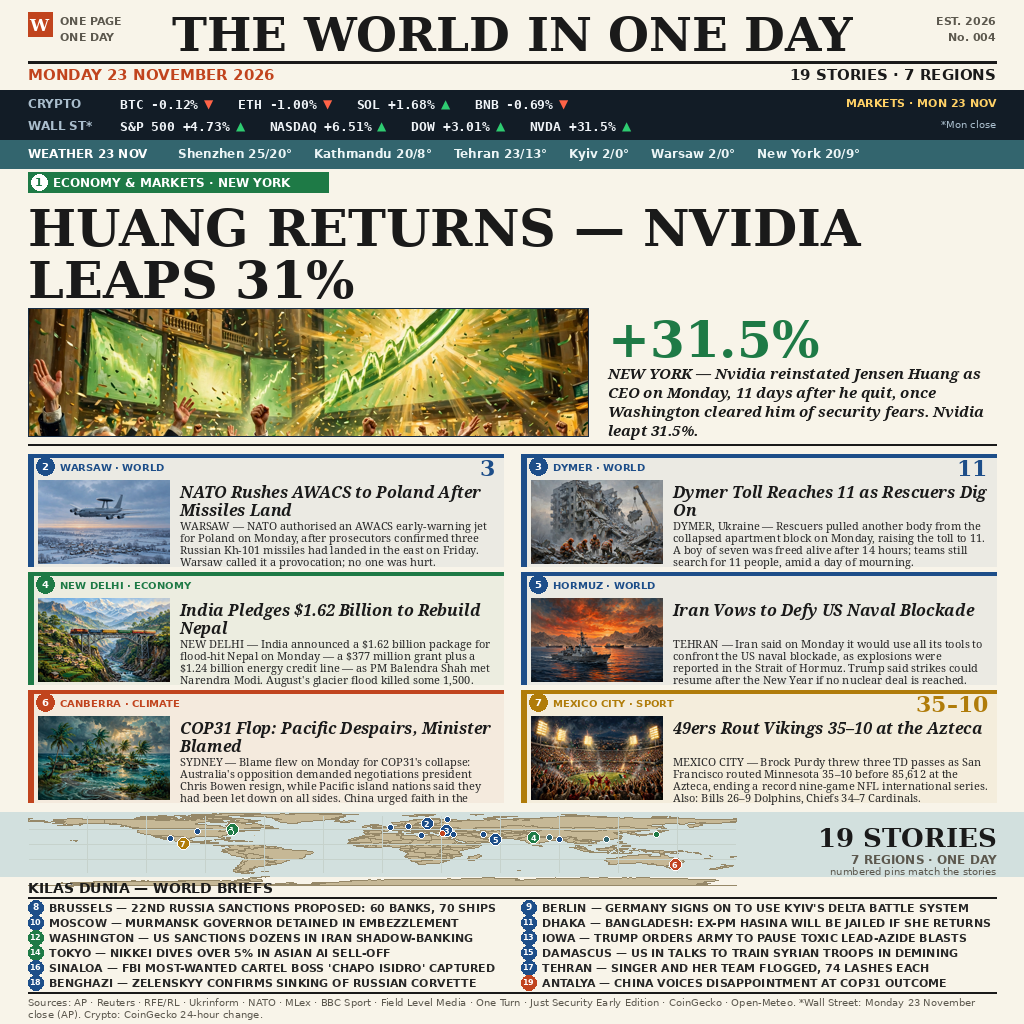 W
ONE PAGE
ONE DAY
THE WORLD IN ONE DAY
EST. 2026
No. 004
MONDAY 23 NOVEMBER 2026
19 STORIES · 7 REGIONS
CRYPTO BTC -0.12% ▼ ETH -1.00% ▼ SOL +1.68% ▲ BNB -0.69% ▼ MARKETS · MON 23 NOV
WALL ST* S&P 500 +4.73% ▲ NASDAQ +6.51% ▲ DOW +3.01% ▲ NVDA +31.5% ▲ *Mon close
WEATHER 23 NOV Shenzhen 25/20° Kathmandu 20/8° Tehran 23/13° Kyiv 2/0° Warsaw 2/0° New York 20/9°
1 ECONOMY & MARKETS · NEW YORK
HUANG RETURNS — NVIDIA
LEAPS 31%
+31.5%
NEW YORK — Nvidia reinstated Jensen Huang as
CEO on Monday, 11 days after he quit, once
Washington cleared him of security fears. Nvidia
leapt 31.5%.
2 WARSAW · WORLD 3
NATO Rushes AWACS to Poland After
Missiles Land
WARSAW — NATO authorised an AWACS early-warning jet
for Poland on Monday, after prosecutors confirmed three
Russian Kh-101 missiles had landed in the east on Friday.
Warsaw called it a provocation; no one was hurt.
3 DYMER · WORLD 11
Dymer Toll Reaches 11 as Rescuers Dig
On
DYMER, Ukraine — Rescuers pulled another body from the
collapsed apartment block on Monday, raising the toll to 11.
A boy of seven was freed alive after 14 hours; teams still
search for 11 people, amid a day of mourning.
4 NEW DELHI · ECONOMY
India Pledges $1.62 Billion to Rebuild
Nepal
NEW DELHI — India announced a $1.62 billion package for
flood-hit Nepal on Monday — a $377 million grant plus a
$1.24 billion energy credit line — as PM Balendra Shah met
Narendra Modi. August's glacier flood killed some 1,500.
5 HORMUZ · WORLD
Iran Vows to Defy US Naval Blockade
TEHRAN — Iran said on Monday it would use all its tools to
confront the US naval blockade, as explosions were
reported in the Strait of Hormuz. Trump said strikes could
resume after the New Year if no nuclear deal is reached.
6 CANBERRA · CLIMATE
COP31 Flop: Pacific Despairs, Minister
Blamed
SYDNEY — Blame flew on Monday for COP31's collapse:
Australia's opposition demanded negotiations president
Chris Bowen resign, while Pacific island nations said they
had been let down on all sides. China urged faith in the
7 MEXICO CITY · SPORT 35–10
49ers Rout Vikings 35–10 at the Azteca
MEXICO CITY — Brock Purdy threw three TD passes as San
Francisco routed Minnesota 35–10 before 85,612 at the
Azteca, ending a record nine-game NFL international series.
Also: Bills 26–9 Dolphins, Chiefs 34–7 Cardinals.
7
2
5
4
6
19 STORIES
7 REGIONS · ONE DAY
numbered pins match the stories
KILAS DUNIA — WORLD BRIEFS
8 BRUSSELS — 22ND RUSSIA SANCTIONS PROPOSED: 60 BANKS, 70 SHIPS
9 BERLIN — GERMANY SIGNS ON TO USE KYIV'S DELTA BATTLE SYSTEM
10 MOSCOW — MURMANSK GOVERNOR DETAINED IN EMBEZZLEMENT
11 DHAKA — BANGLADESH: EX-PM HASINA WILL BE JAILED IF SHE RETURNS
12 WASHINGTON — US SANCTIONS DOZENS IN IRAN SHADOW-BANKING
13 IOWA — TRUMP ORDERS ARMY TO PAUSE TOXIC LEAD-AZIDE BLASTS
14 TOKYO — NIKKEI DIVES OVER 5% IN ASIAN AI SELL-OFF
15 DAMASCUS — US IN TALKS TO TRAIN SYRIAN TROOPS IN DEMINING
16 SINALOA — FBI MOST-WANTED CARTEL BOSS 'CHAPO ISIDRO' CAPTURED
17 TEHRAN — SINGER AND HER TEAM FLOGGED, 74 LASHES EACH
18 BENGHAZI — ZELENSKYY CONFIRMS SINKING OF RUSSIAN CORVETTE
19 ANTALYA — CHINA VOICES DISAPPOINTMENT AT COP31 OUTCOME
Sources: AP · Reuters · RFE/RL · Ukrinform · NATO · MLex · BBC Sport · Field Level Media · One Turn · Just Security Early Edition · CoinGecko · Open-Meteo. *Wall Street: Monday 23 November
close (AP). Crypto: CoinGecko 24-hour change.